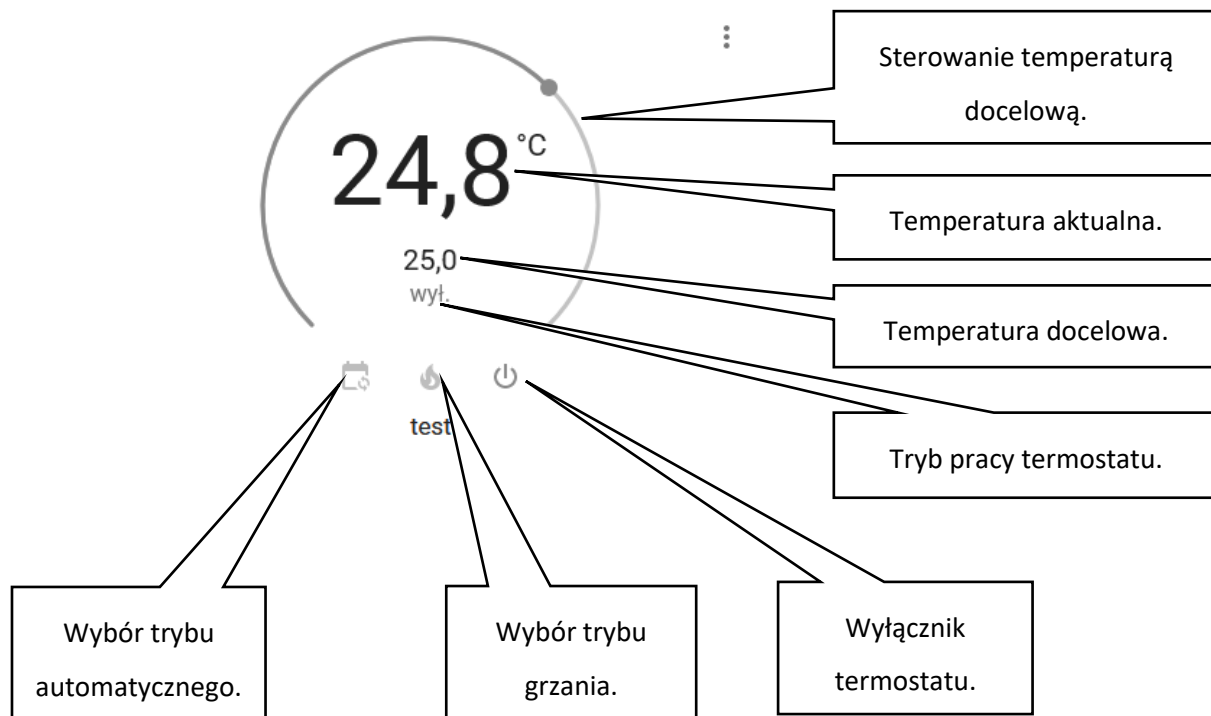 Sterowanie temperaturą
docelową.
24,8 °C
Temperatura aktualna.
25,0
wył.
Temperatura docelowa.
test
Tryb pracy termostatu.
Wybór trybu
automatycznego.
Wybór trybu
grzania.
Wyłącznik
termostatu.